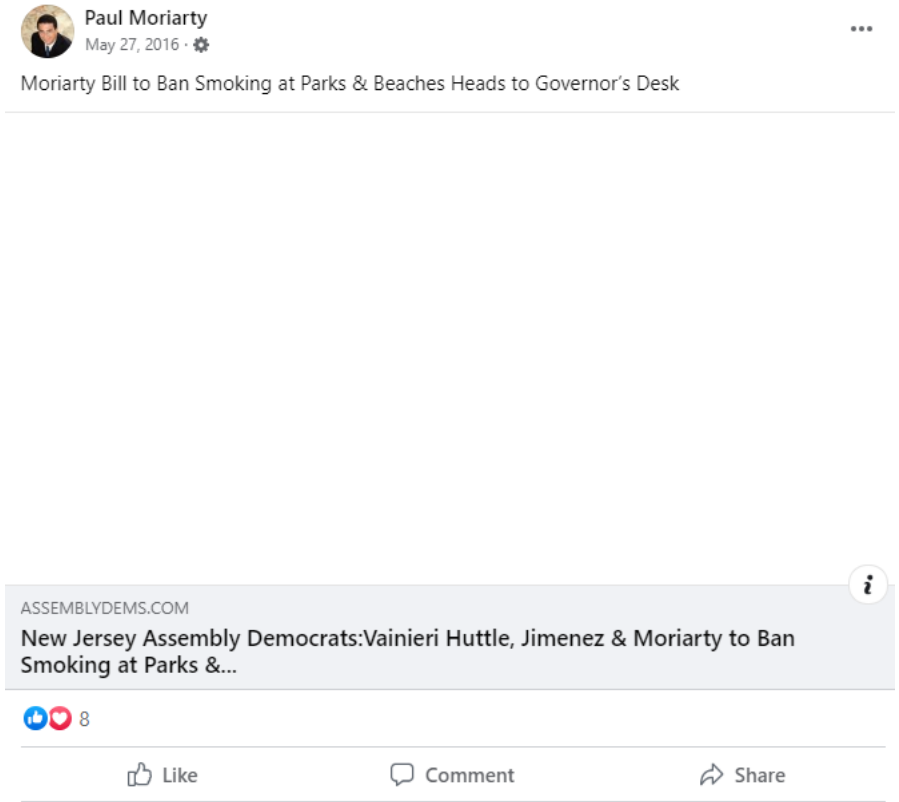 Paul Moriarty
May 27, 2016 ·
Moriarty Bill to Ban Smoking at Parks & Beaches Heads to Governor's Desk
i
ASSEMBLYDEMS.COM
New Jersey Assembly Democrats:Vainieri Huttle, Jimenez & Moriarty to Ban
Smoking at Parks &...
8
Like Comment Share